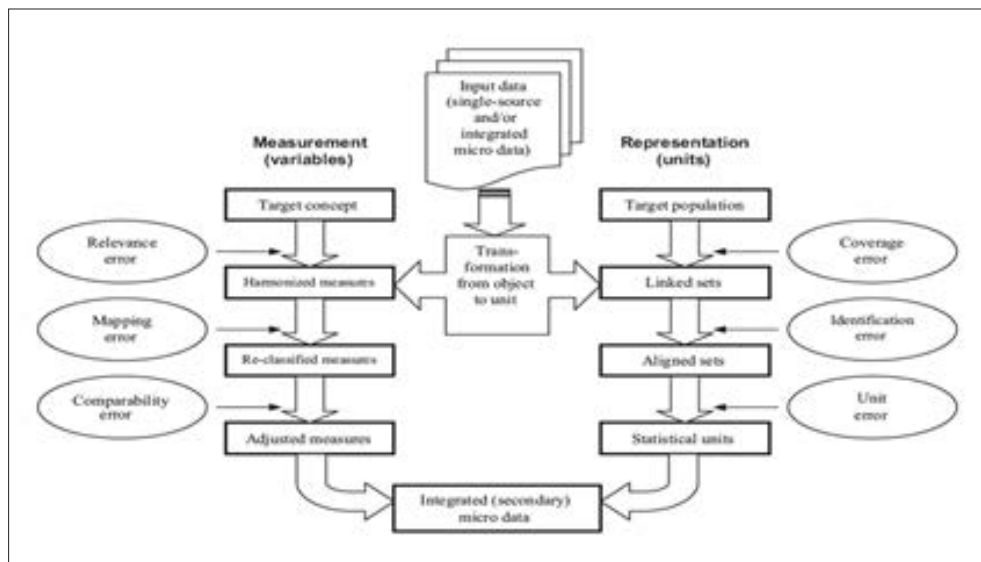 Input data
(single-source
and/or
integrated
micro data)
Measurement
(variables)
Representation
(units)
Target concept
Target population
Relevance
error
Coverage
error
Trans-
formation
from object
to unit
Harmonized measures
Linked sets
Mapping
error
Identification
error
Re-classified measures
Aligned sets
Comparability
error
Unit
error
Adjusted measures
Statistical units
Integrated (secondary)
micro data